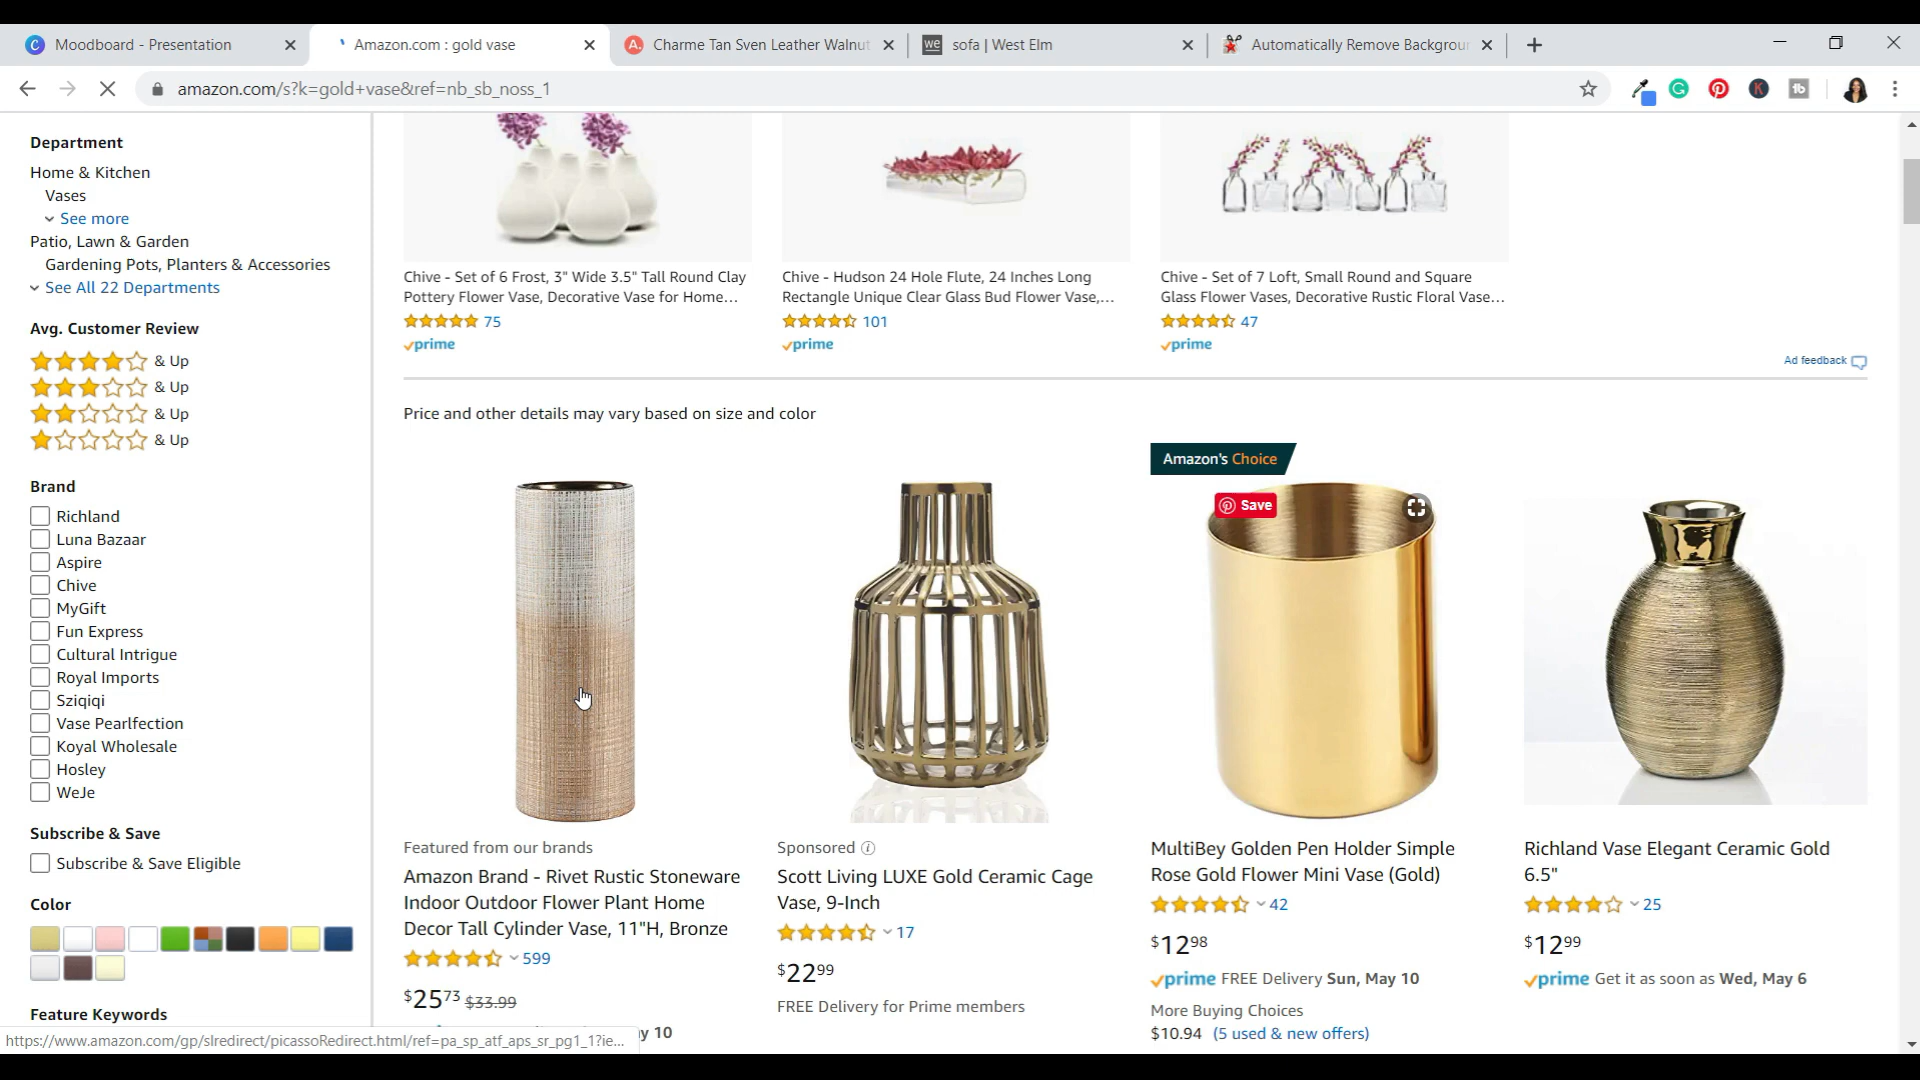 Moodboard - Presentation
Amazon.com : gold vase
Charme Tan Sven Leather Walnut
we
sofa | West Elm
Automatically Remove Backgrou
amazon.com/s?k=gold+vase&ref=nb_sb_noss_1
Department
Home & Kitchen
Vases
See more
Patio, Lawn & Garden
Gardening Pots, Planters & Accessories
See All 22 Departments
Avg. Customer Review
& Up
& Up
& Up
& Up
Brand
Richland
Luna Bazaar
Aspire
Chive
MyGift
Fun Express
Cultural Intrigue
Royal Imports
Sziqiqi
Vase Pearlfection
Koyal Wholesale
Hosley
WeJe
Subscribe & Save
Subscribe & Save Eligible
Color
Feature Keywords
Chive - Set of 6 Frost, 3" Wide 3.5" Tall Round Clay
Pottery Flower Vase, Decorative Vase for Home...
75
prime
Chive - Hudson 24 Hole Flute, 24 Inches Long
Rectangle Unique Clear Glass Bud Flower Vase,...
101
prime
Chive - Set of 7 Loft, Small Round and Square
Glass Flower Vases, Decorative Rustic Floral Vase...
47
prime
Ad feedback
Price and other details may vary based on size and color
Featured from our brands
Amazon Brand - Rivet Rustic Stoneware
Indoor Outdoor Flower Plant Home
Decor Tall Cylinder Vase, 11"H, Bronze
599
$25 73 $33.99
y 10
Sponsored
Scott Living LUXE Gold Ceramic Cage
Vase, 9-Inch
17
$22 99
FREE Delivery for Prime members
Amazon's Choice
Save
MultiBey Golden Pen Holder Simple
Rose Gold Flower Mini Vase (Gold)
42
$12 98
prime FREE Delivery Sun, May 10
More Buying Choices
$10.94 (5 used & new offers)
Richland Vase Elegant Ceramic Gold
6.5"
25
$12 99
prime Get it as soon as Wed, May 6
https://www.amazon.com/gp/slredirect/picassoRedirect.html/ref=pa_sp_atf_aps_sr_pg1_1?ie...